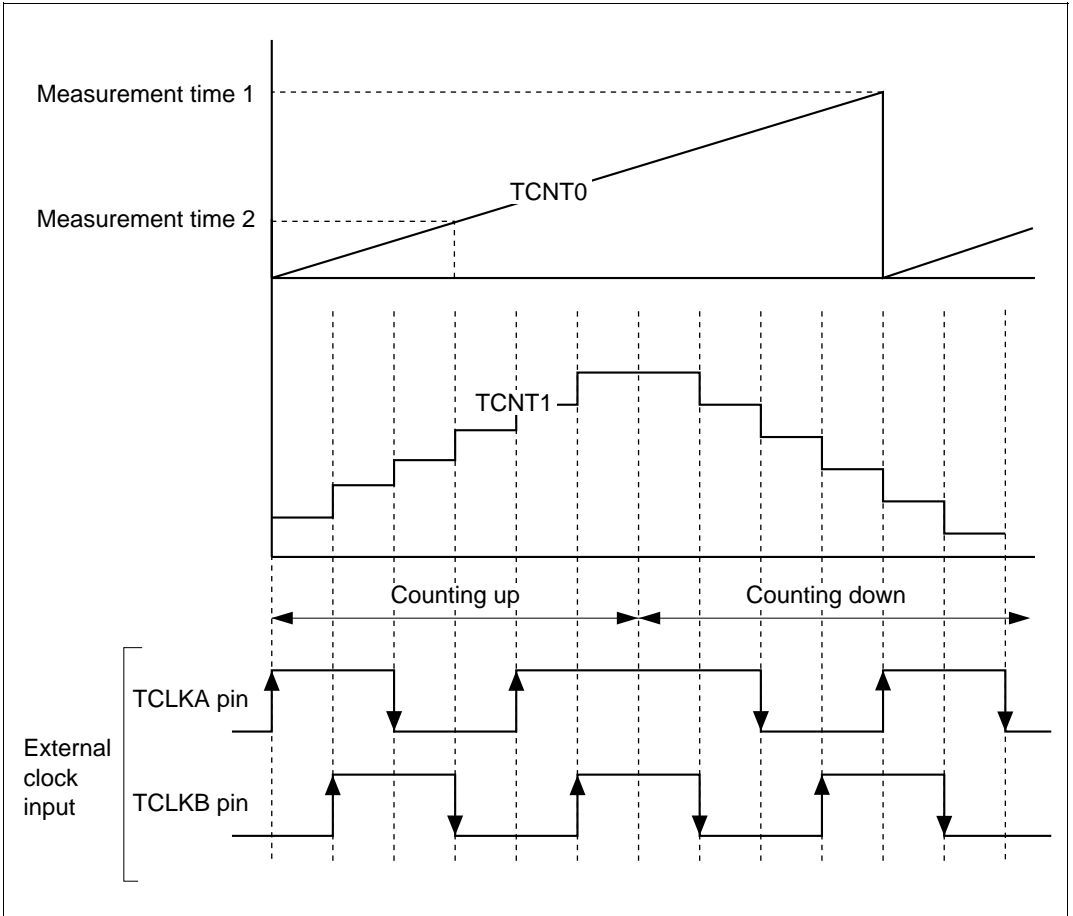 Measurement time 1
TCNT0
Measurement time 2
TCNT1
Counting up
Counting down
TCLKA pin
External
clock
input
TCLKB pin